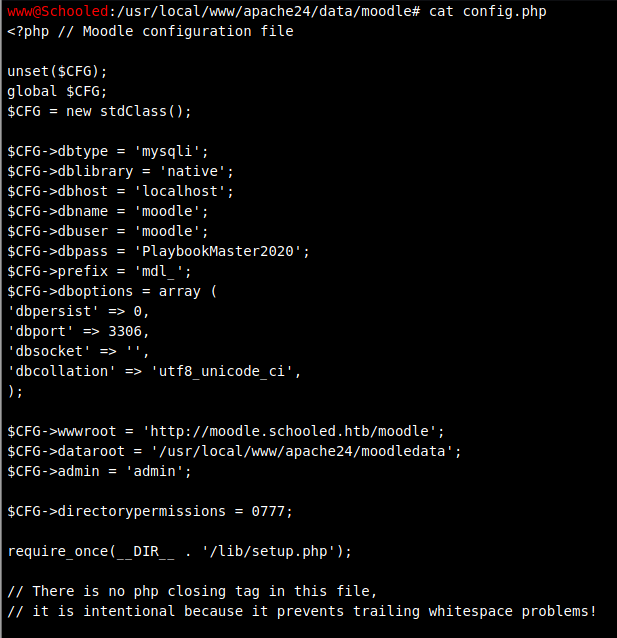 www@Schooled:/usr/local/www/apache24/data/moodle# cat config.php
<?php // Moodle configuration file

unset($CFG);
global $CFG;
$CFG = new stdClass();

$CFG->dbtype = 'mysqli';
$CFG->dblibrary = 'native';
$CFG->dbhost = 'localhost';
$CFG->dbname = 'moodle';
$CFG->dbuser = 'moodle';
$CFG->dbpass = 'PlaybookMaster2020';
$CFG->prefix = 'mdl_';
$CFG->dboptions = array (
'dbpersist' => 0,
'dbport' => 3306,
'dbsocket' => '',
'dbcollation' => 'utf8_unicode_ci',
);

$CFG->wwwroot = 'http://moodle.schooled.htb/moodle';
$CFG->dataroot = '/usr/local/www/apache24/moodledata';
$CFG->admin = 'admin';

$CFG->directorypermissions = 0777;

require_once(__DIR__ . '/lib/setup.php');

// There is no php closing tag in this file,
// it is intentional because it prevents trailing whitespace problems!